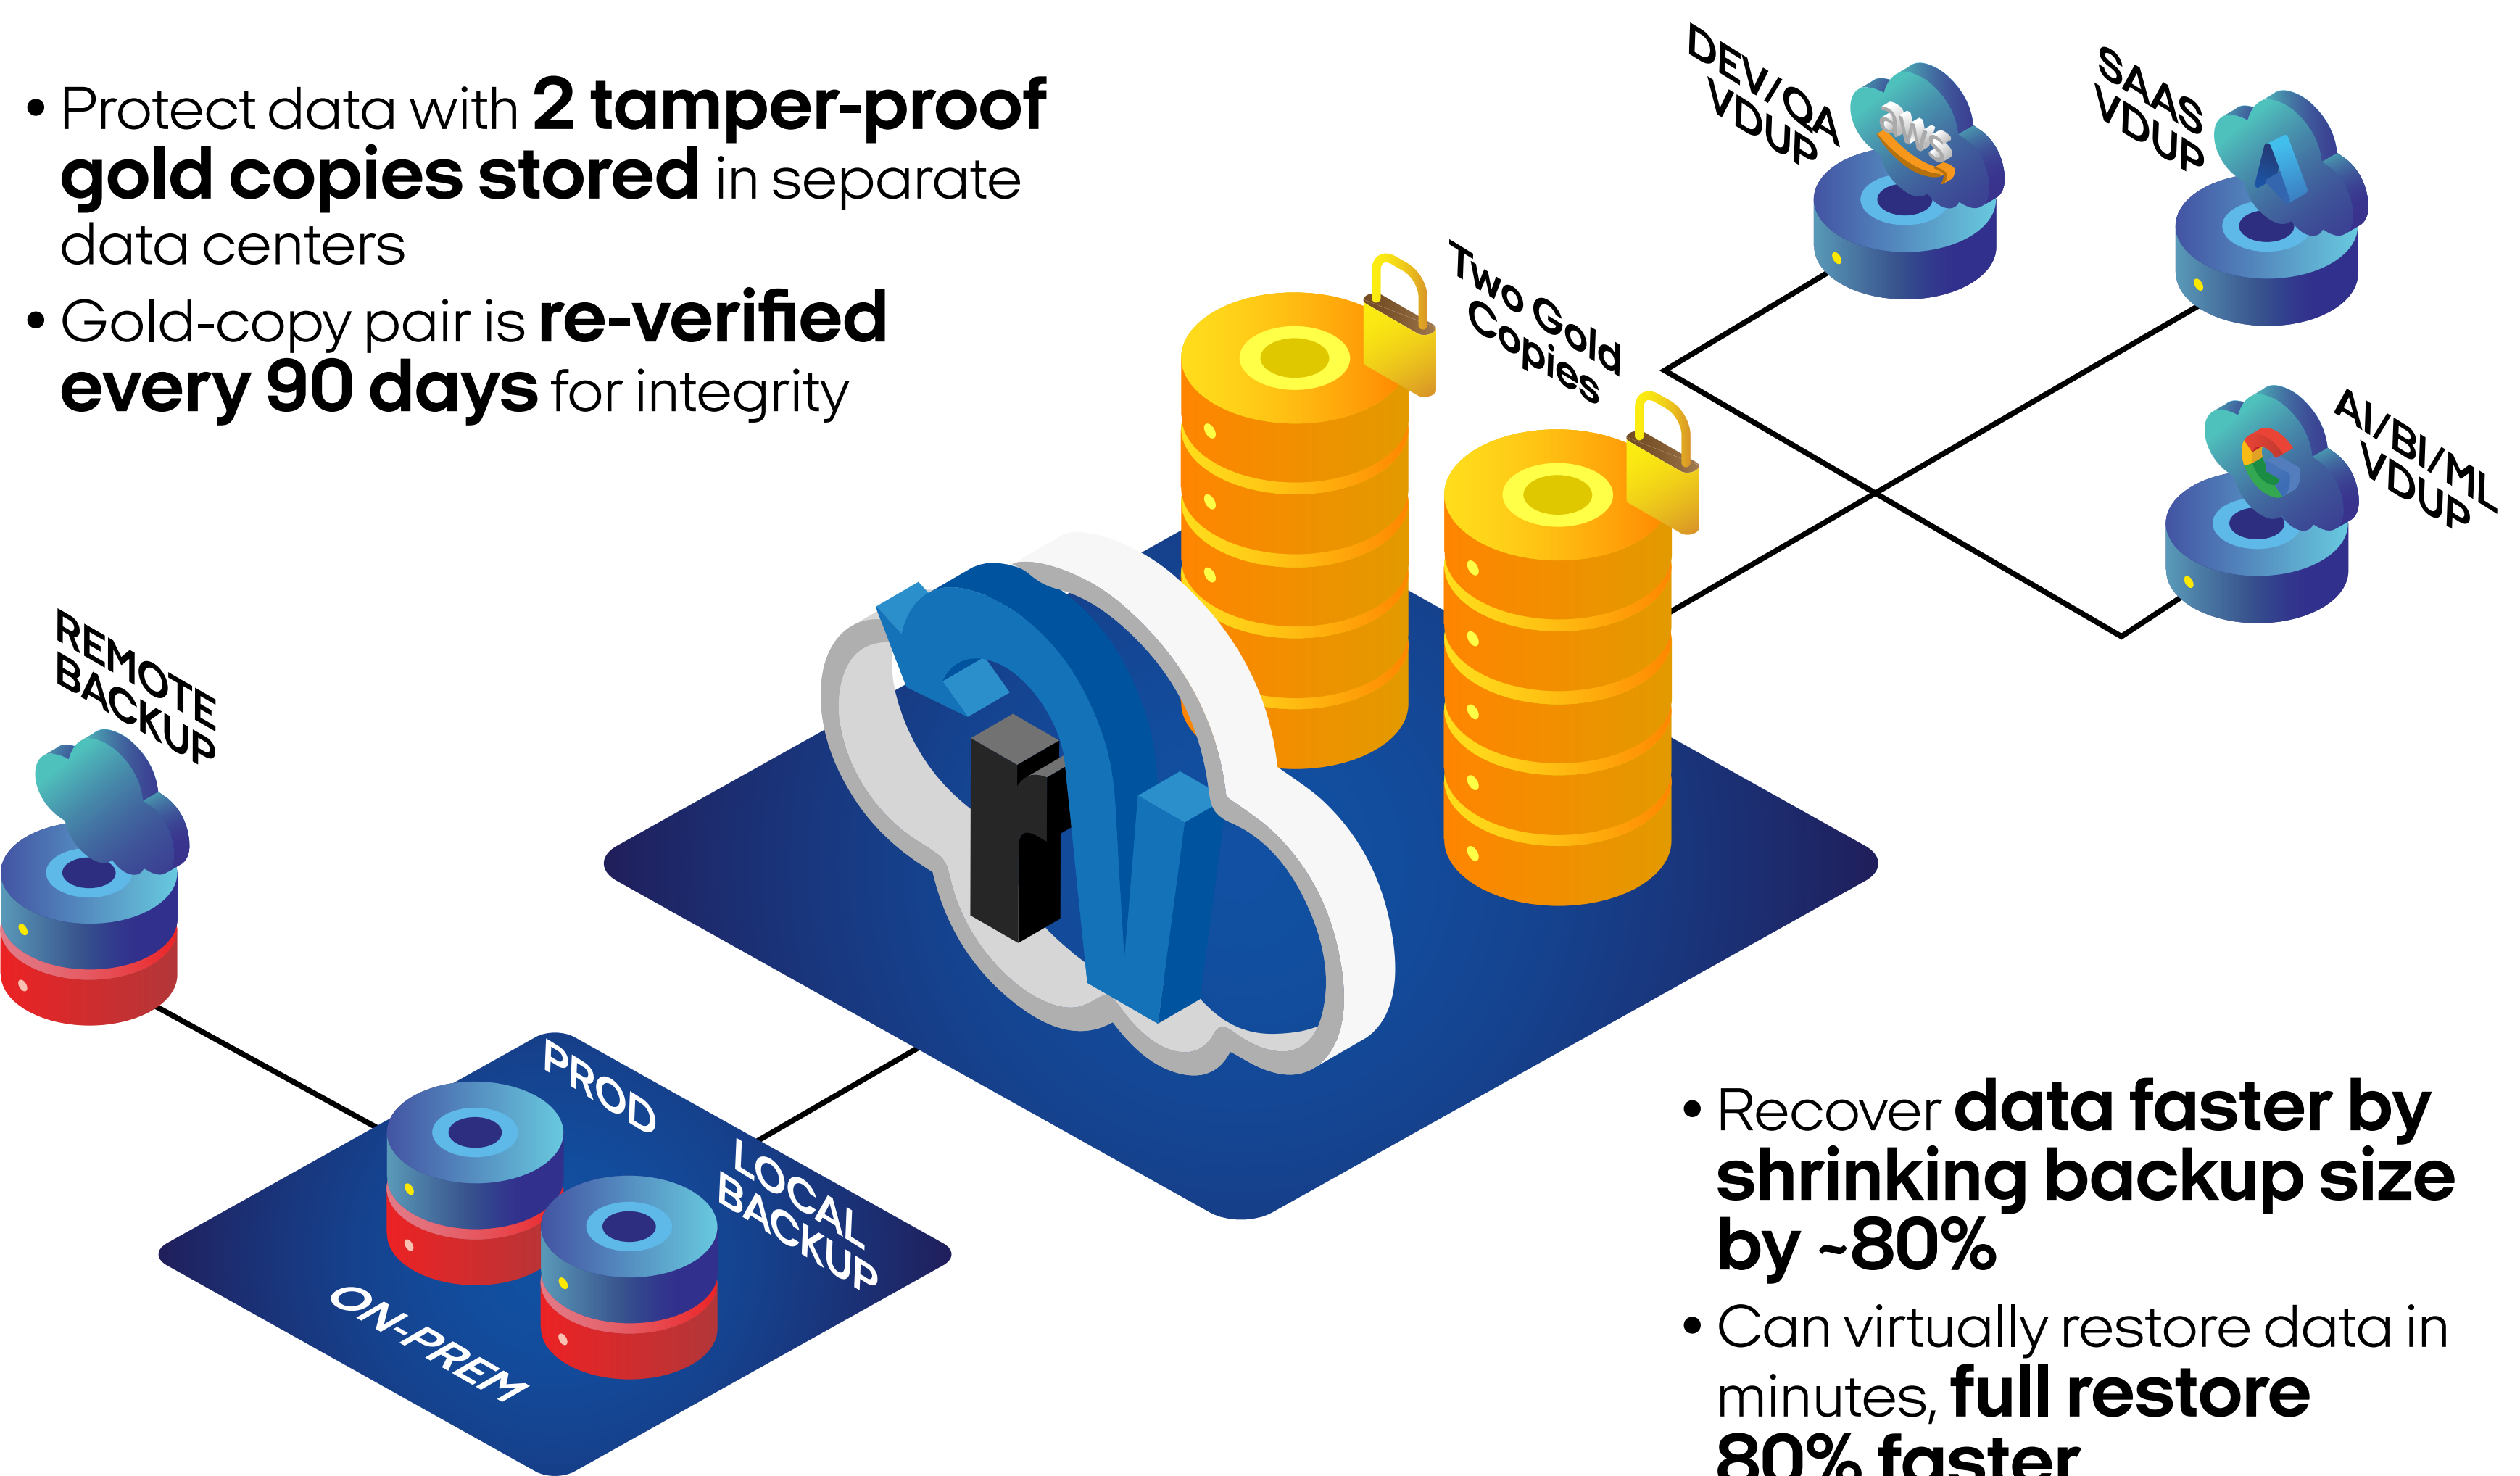 • Protect data with 2 tamper-proof
gold copies stored in separate
data centers
• Gold-copy pair is re-verified
every 90 days for integrity
DEV/QA
VDUP
aws
SAAS
VDUP
Two Gold
Copies
AI/BI/ML
VDUP
REMOTE
BACKUP
PROD
LOCAL
BACKUP
ON-PREM
• Recover data faster by
shrinking backup size
by ~80%
• Can virtually restore data in
minutes, full restore
80% faster